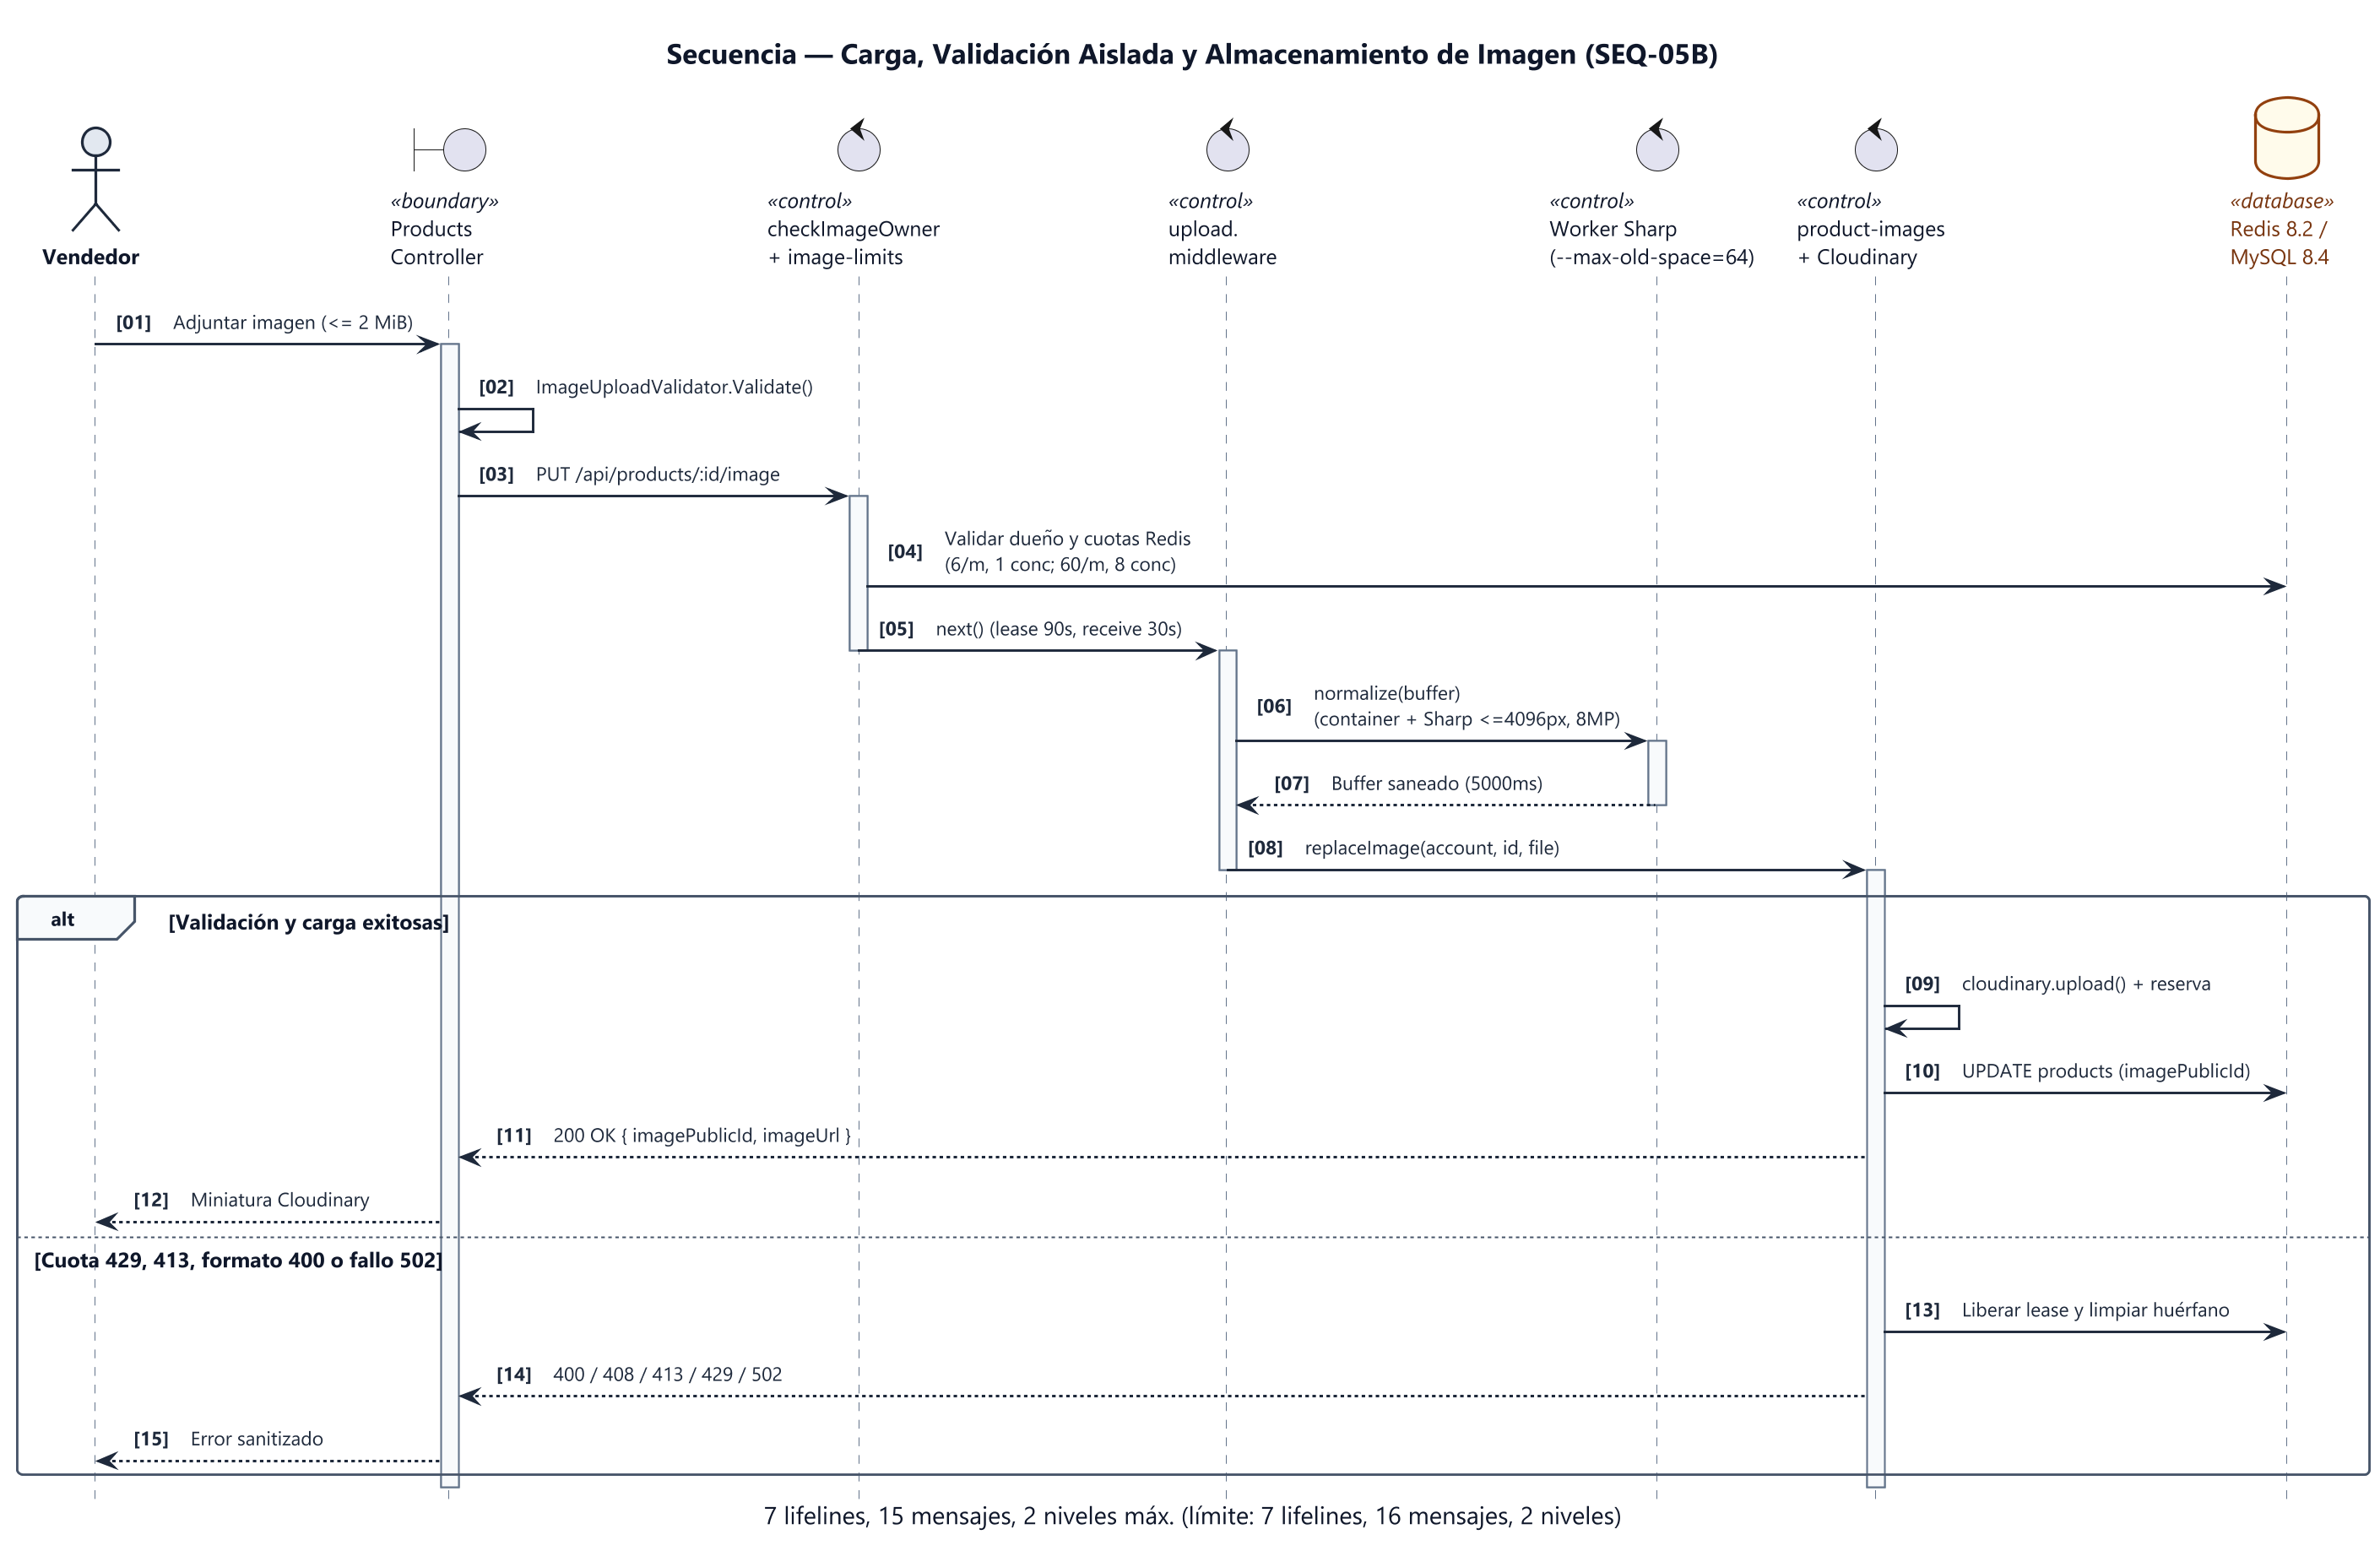 Secuencia — Carga, Validación Aislada y Almacenamiento de Imagen (SEQ-05B)
Vendedor
«boundary»
Products
Controller
«control»
checkImageOwner
+ image-limits
«control»
upload.
middleware
«control»
Worker Sharp
(--max-old-space=64)
«control»
product-images
+ Cloudinary
«database»
Redis 8.2 /
MySQL 8.4
[01] Adjuntar imagen (<= 2 MiB)
[02] ImageUploadValidator.Validate()
[03] PUT /api/products/:id/image
[04] Validar dueño y cuotas Redis
(6/m, 1 conc; 60/m, 8 conc)
[05] next() (lease 90s, receive 30s)
[06] normalize(buffer)
(container + Sharp <=4096px, 8MP)
[07] Buffer saneado (5000ms)
[08] replaceImage(account, id, file)
alt [Validación y carga exitosas]
[09] cloudinary.upload() + reserva
[10] UPDATE products (imagePublicId)
[11] 200 OK { imagePublicId, imageUrl }
[12] Miniatura Cloudinary
[Cuota 429, 413, formato 400 o fallo 502]
[13] Liberar lease y limpiar huérfano
[14] 400 / 408 / 413 / 429 / 502
[15] Error sanitizado
7 lifelines, 15 mensajes, 2 niveles máx. (límite: 7 lifelines, 16 mensajes, 2 niveles)